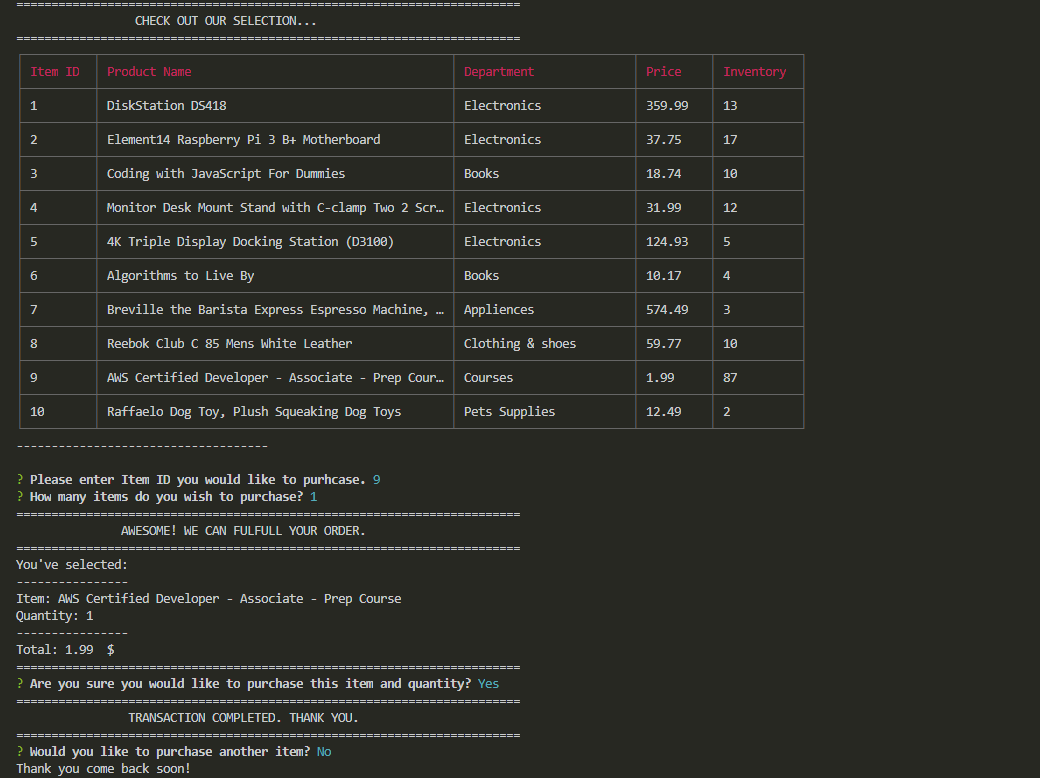 ======================================================================
CHECK OUT OUR SELECTION...
======================================================================
Item ID Product Name Department Price Inventory
1 DiskStation DS418 Electronics 359.99 13
2 Element14 Raspberry Pi 3 B+ Motherboard Electronics 37.75 17
3 Coding with JavaScript For Dummies Books 18.74 10
4 Monitor Desk Mount Stand with C-clamp Two 2 Scr… Electronics 31.99 12
5 4K Triple Display Docking Station (D3100) Electronics 124.93 5
6 Algorithms to Live By Books 10.17 4
7 Breville the Barista Express Espresso Machine, … Appliances 574.49 3
8 Reebok Club C 85 Mens White Leather Clothing & shoes 59.77 10
9 AWS Certified Developer - Associate - Prep Cour… Courses 1.99 87
10 Raffaelo Dog Toy, Plush Squeaking Dog Toys Pets Supplies 12.49 2
------------------------------------
? Please enter Item ID you would like to purhcase. 9
? How many items do you wish to purchase? 1
========================================================================
AWESOME! WE CAN FULFULL YOUR ORDER.
========================================================================
You've selected:
----------------
Item: AWS Certified Developer - Associate - Prep Course
Quantity: 1
----------------
Total: 1.99 $
========================================================================
? Are you sure you would like to purchase this item and quantity? Yes
========================================================================
TRANSACTION COMPLETED. THANK YOU.
========================================================================
? Would you like to purchase another item? No
Thank you come back soon!